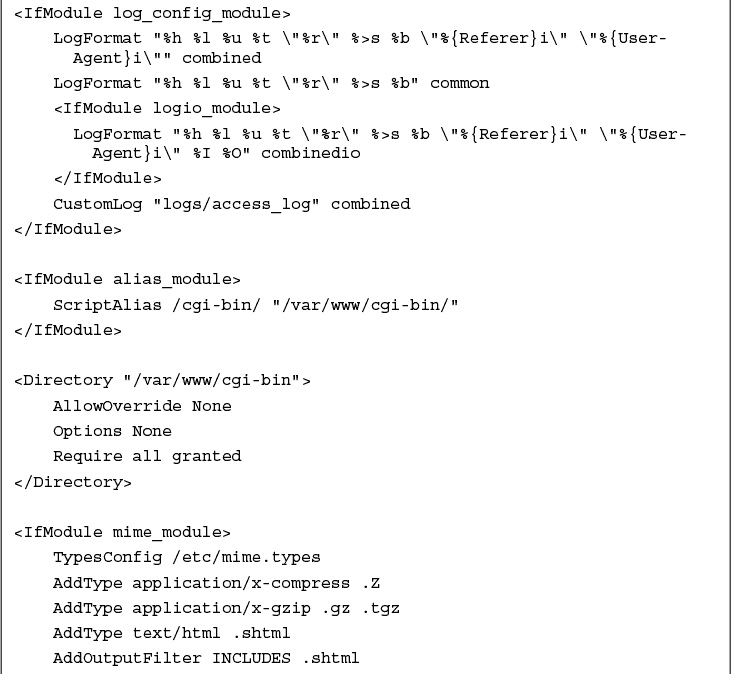 <IfModule log_config_module>
    LogFormat "%h %l %u %t \"%r\" %>s %b \"%{Referer}i\" \"%{User-
      Agent}i\"" combined
    LogFormat "%h %l %u %t \"%r\" %>s %b" common
    <IfModule logio_module>
      LogFormat "%h %l %u %t \"%r\" %>s %b \"%{Referer}i\" \"%{User-
        Agent}i\" %I %O" combinedio
    </IfModule>
    CustomLog "logs/access_log" combined
</IfModule>

<IfModule alias_module>
    ScriptAlias /cgi-bin/ "/var/www/cgi-bin/"
</IfModule>

<Directory "/var/www/cgi-bin">
    AllowOverride None
    Options None
    Require all granted
</Directory>

<IfModule mime_module>
    TypesConfig /etc/mime.types
    AddType application/x-compress .Z
    AddType application/x-gzip .gz .tgz
    AddType text/html .shtml
    AddOutputFilter INCLUDES .shtml